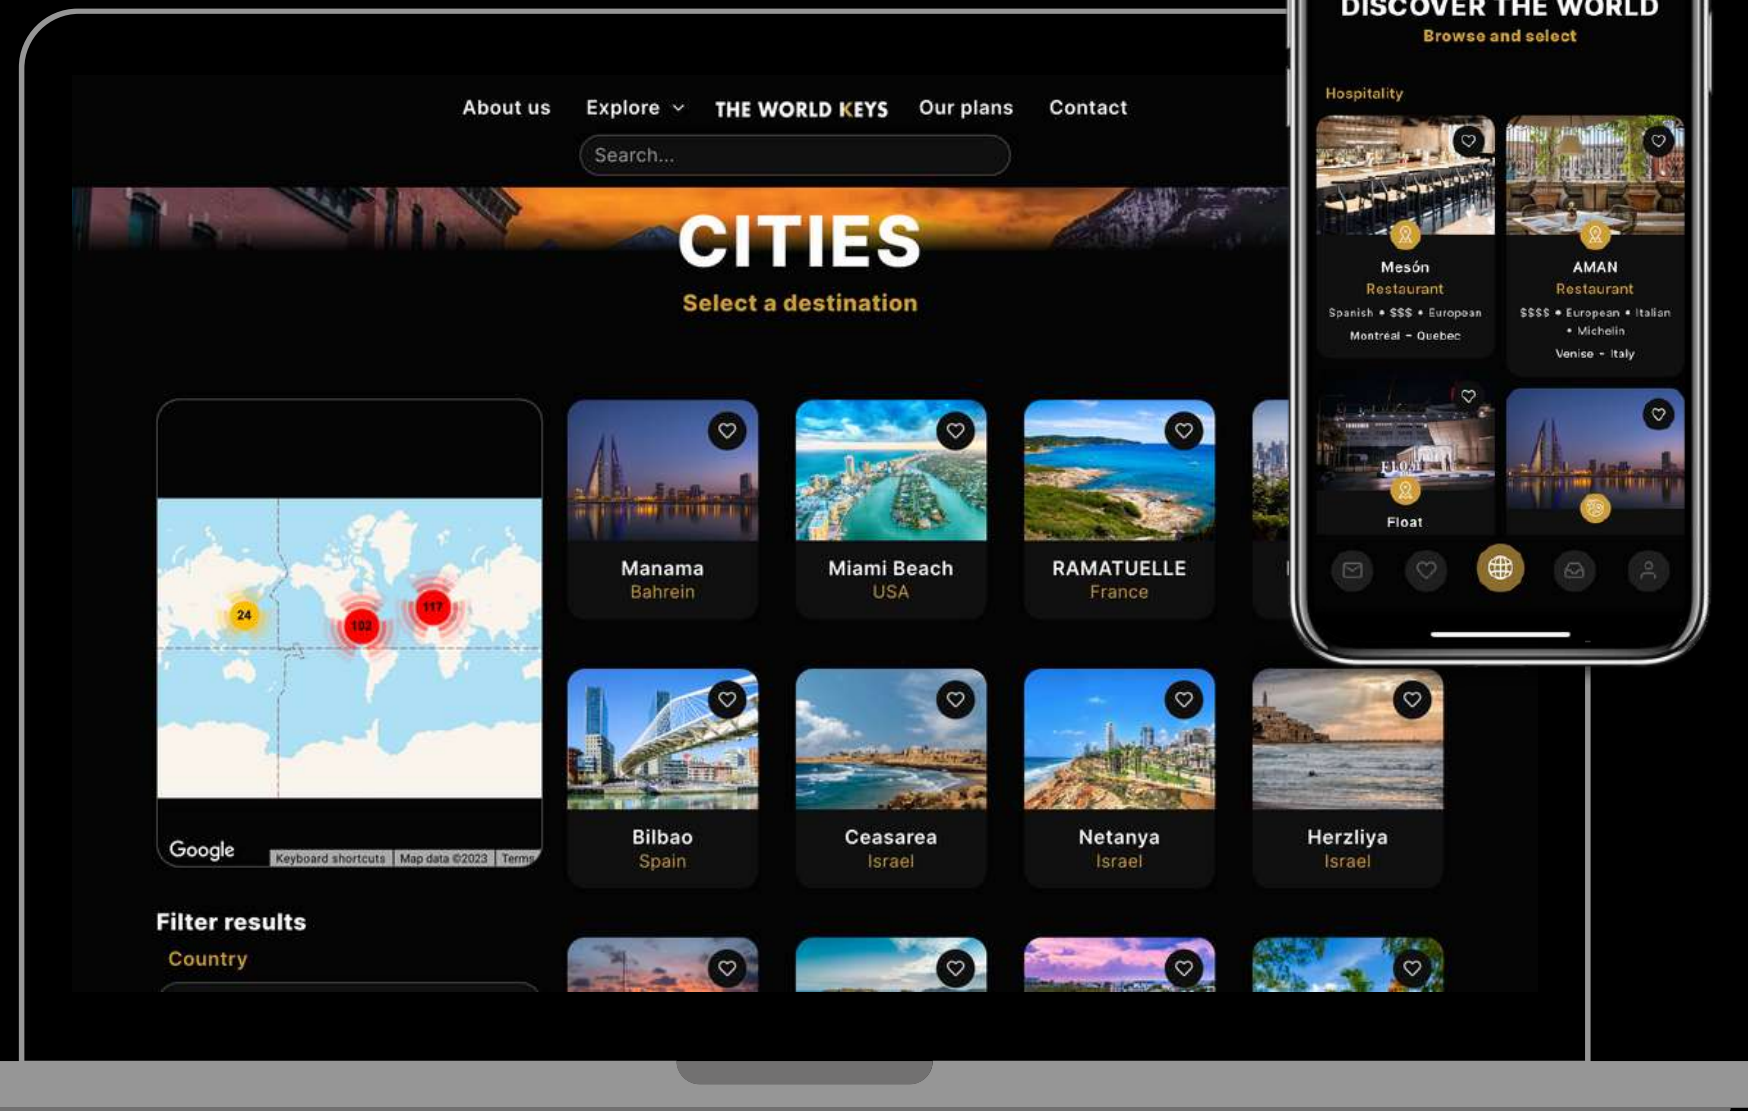 About us
Explore
THE WORLD KEYS
Our plans
Contact
Search...
CITIES
Select a destination
24
102
117
Google
Keyboard shortcuts
Map data ©2023
Terms
Filter results
Country
Manama
Bahrein
Miami Beach
USA
RAMATUELLE
France
Bilbao
Spain
Ceasarea
Israel
Netanya
Israel
Herzliya
Israel
DISCOVER THE WORLD
Browse and select
Hospitality
Mesón
Restaurant
Spanish • $$$ • European
Montréal - Quebec
AMAN
Restaurant
$$$$ • European • Italian
• Michelin
Venise - Italy
FLOAT
Float